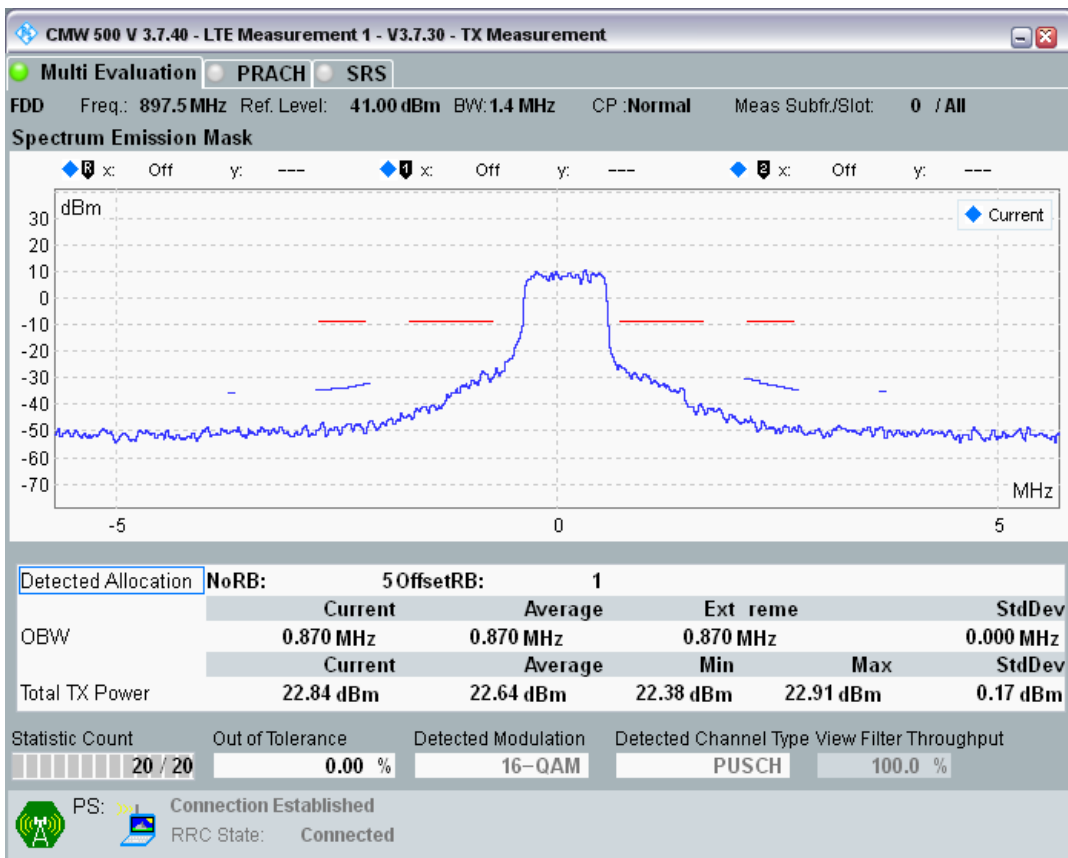 CMW 500 V 3.7.40 - LTE Measurement 1 - V3.7.30 - TX Measurement
Multi Evaluation PRACH SRS
FDD Freq.: 897.5 MHz Ref. Level: 41.00 dBm BW: 1.4 MHz CP :Normal Meas Subfr./Slot: 0 / All
Spectrum Emission Mask
R x: Off y: --- 1 x: Off y: --- 2 x: Off y: ---
dBm
Current
30
20
10
0
-10
-20
-30
-40
-50
-60
-70
MHz
-5 0 5
Detected Allocation NoRB: 5 OffsetRB: 1
Current Average Ext reme StdDev
OBW 0.870 MHz 0.870 MHz 0.870 MHz 0.000 MHz
Current Average Min Max StdDev
Total TX Power 22.84 dBm 22.64 dBm 22.38 dBm 22.91 dBm 0.17 dBm
Statistic Count Out of Tolerance Detected Modulation Detected Channel Type View Filter Throughput
20 / 20 0.00 % 16-QAM PUSCH 100.0 %
PS: Connection Established
RRC State: Connected